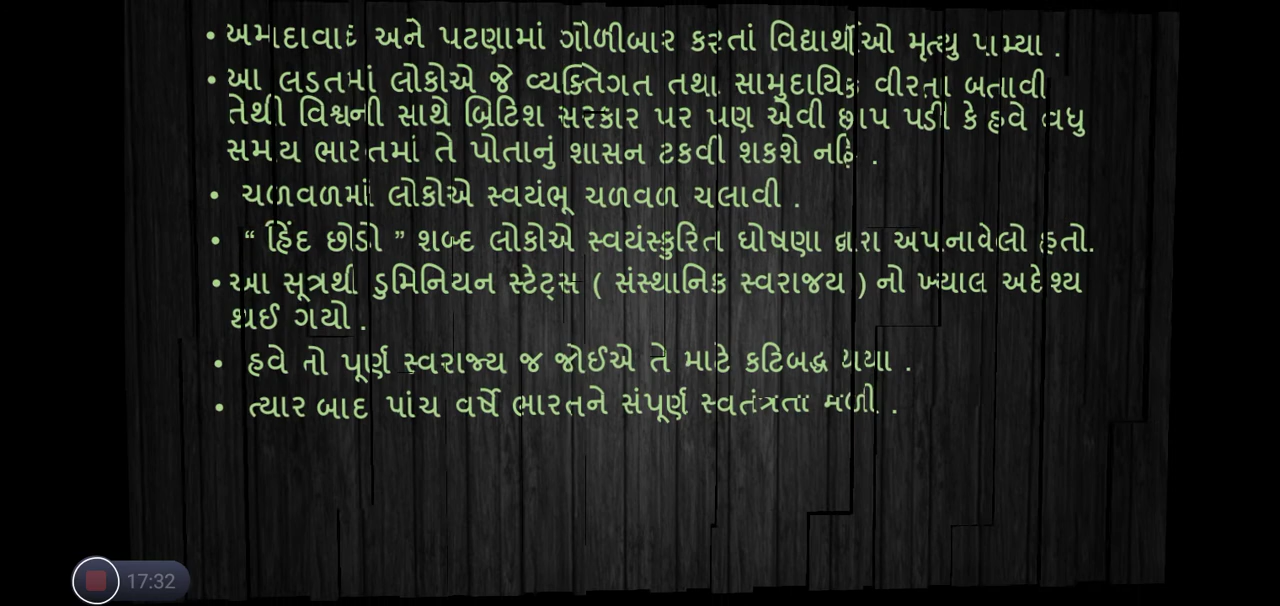 • અમદાવાદ અને પટણામાં ગોળીબાર કરતાં વિદ્યાર્થીઓ મૃત્યુ પામ્યા .
• આ લડતમાં લોકોએ જે વ્યક્તિગત તથા સામુદાયિક વીરતા બતાવી
તેથી વિશ્વની સાથે બ્રિટિશ સરકાર પર પણ એવી છાપ પડી કે હવે વધુ
સમય ભારતમાં તે પોતાનું શાસન ટકવી શકશે નહિ .
• ચળવળમાં લોકોએ સ્વયંભૂ ચળવળ ચલાવી .
• “ હિંદ છોડો ” શબ્દ લોકોએ સ્વયંસ્કુરિત ઘોષણા દ્વારા અપનાવેલો હતો.
• આ સૂત્રથી ડુમિનિયન સ્ટેટ્સ ( સંસ્થાનિક સ્વરાજય ) નો ખ્યાલ અદેશ્ય
થઈ ગયો .
• હવે તો પૂર્ણ સ્વરાજ્ય જ જોઈએ તે માટે કટિબદ્ધ થયા .
• ત્યાર બાદ પાંચ વર્ષે ભારતને સંપૂર્ણ સ્વતંત્રતા મળી .
17:32